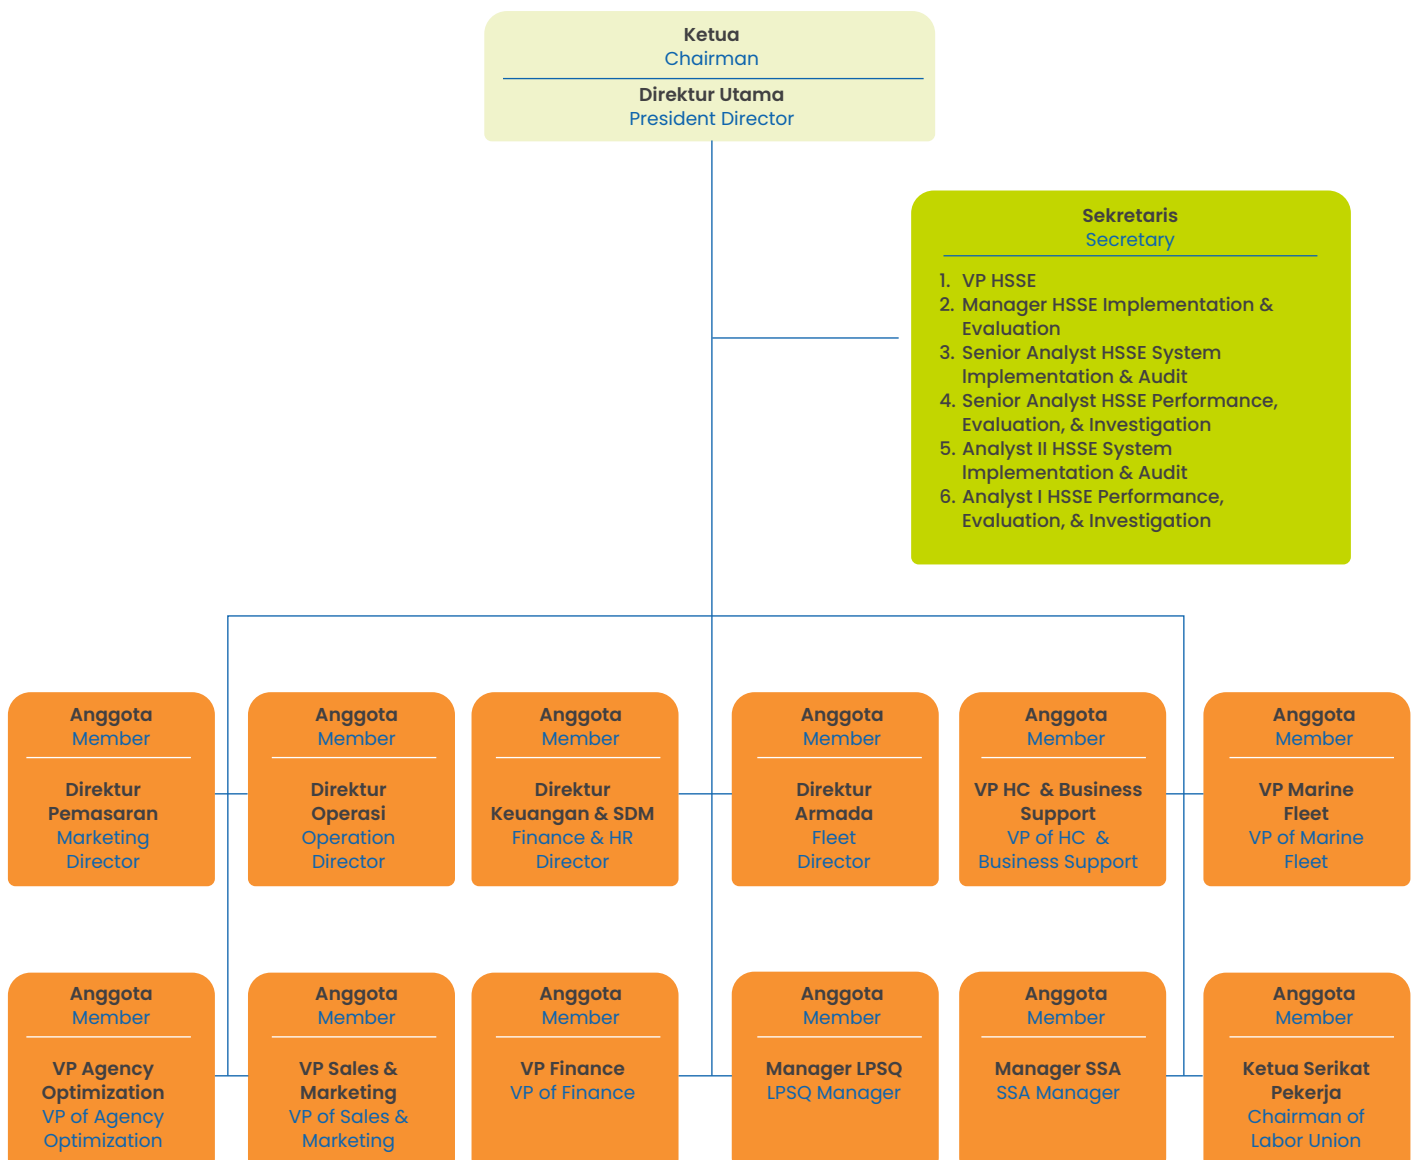 Ketua
Chairman
Direktur Utama
President Director
Sekretaris
Secretary
1. VP HSSE
2. Manager HSSE Implementation &
Evaluation
3. Senior Analyst HSSE System
Implementation & Audit
4. Senior Analyst HSSE Performance,
Evaluation, & Investigation
5. Analyst II HSSE System
Implementation & Audit
6. Analyst I HSSE Performance,
Evaluation, & Investigation
Anggota
Member
Direktur
Pemasaran
Marketing
Director
Anggota
Member
Direktur
Operasi
Operation
Director
Anggota
Member
Direktur
Keuangan & SDM
Finance & HR
Director
Anggota
Member
Direktur
Armada
Fleet
Director
Anggota
Member
VP HC & Business
Support
VP of HC &
Business Support
Anggota
Member
VP Marine
Fleet
VP of Marine
Fleet
Anggota
Member
VP Agency
Optimization
VP of Agency
Optimization
Anggota
Member
VP Sales &
Marketing
VP of Sales &
Marketing
Anggota
Member
VP Finance
VP of Finance
Anggota
Member
Manager LPSQ
LPSQ Manager
Anggota
Member
Manager SSA
SSA Manager
Anggota
Member
Ketua Serikat
Pekerja
Chairman of
Labor Union